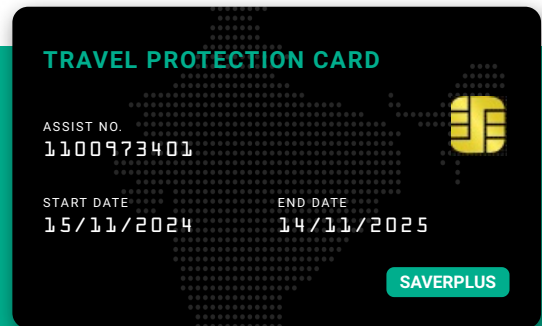 TRAVEL PROTECTION CARD
ASSIST NO.
1100973401
START DATE
15/11/2024
END DATE
14/11/2025
SAVERPLUS